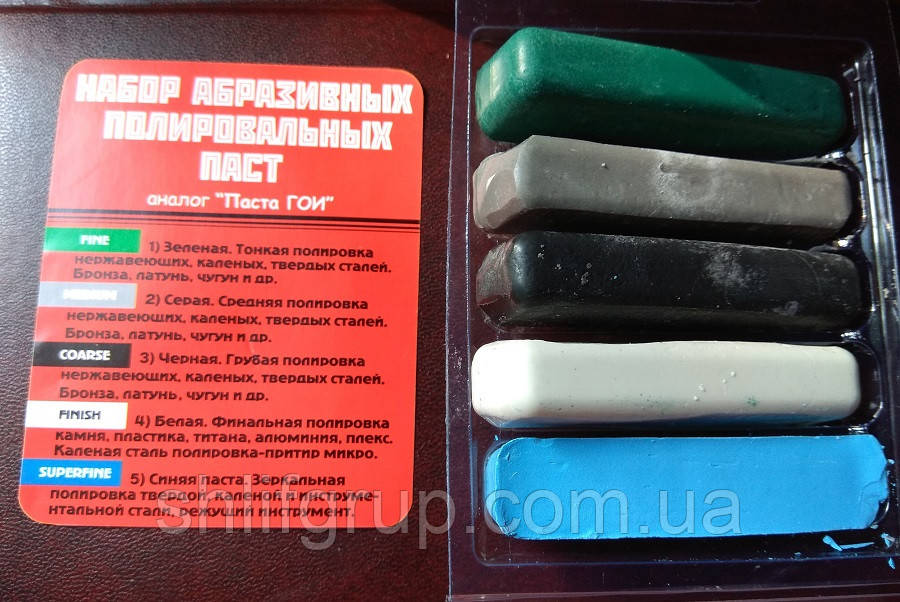 НАБОР АБРАЗИВНЫХ
ПОЛИРОВАЛЬНЫХ
ПАСТ
аналог "Паста ГОИ"
FINE
1) Зеленая. Тонкая полировка
нержавеющих, каленых, твердых сталей.
Бронза, латунь, чугун и др.
MEDIUM
2) Серая. Средняя полировка
нержавеющих, каленых, твердых сталей.
Бронза, латунь, чугун и др.
COARSE
3) Черная. Грубая полировка
нержавеющих, каленых, твердых сталей.
Бронза, латунь, чугун и др.
FINISH
4) Белая. Финальная полировка
камня, пластика, титана, алюминия, плекс.
Каленая сталь полировка-притир микро.
SUPERFINE
5) Синяя паста. Зеркальная
полировка твердой, каленой и инструме-
нтальной стали, режущий инструмент.
shlifgrup.com.ua